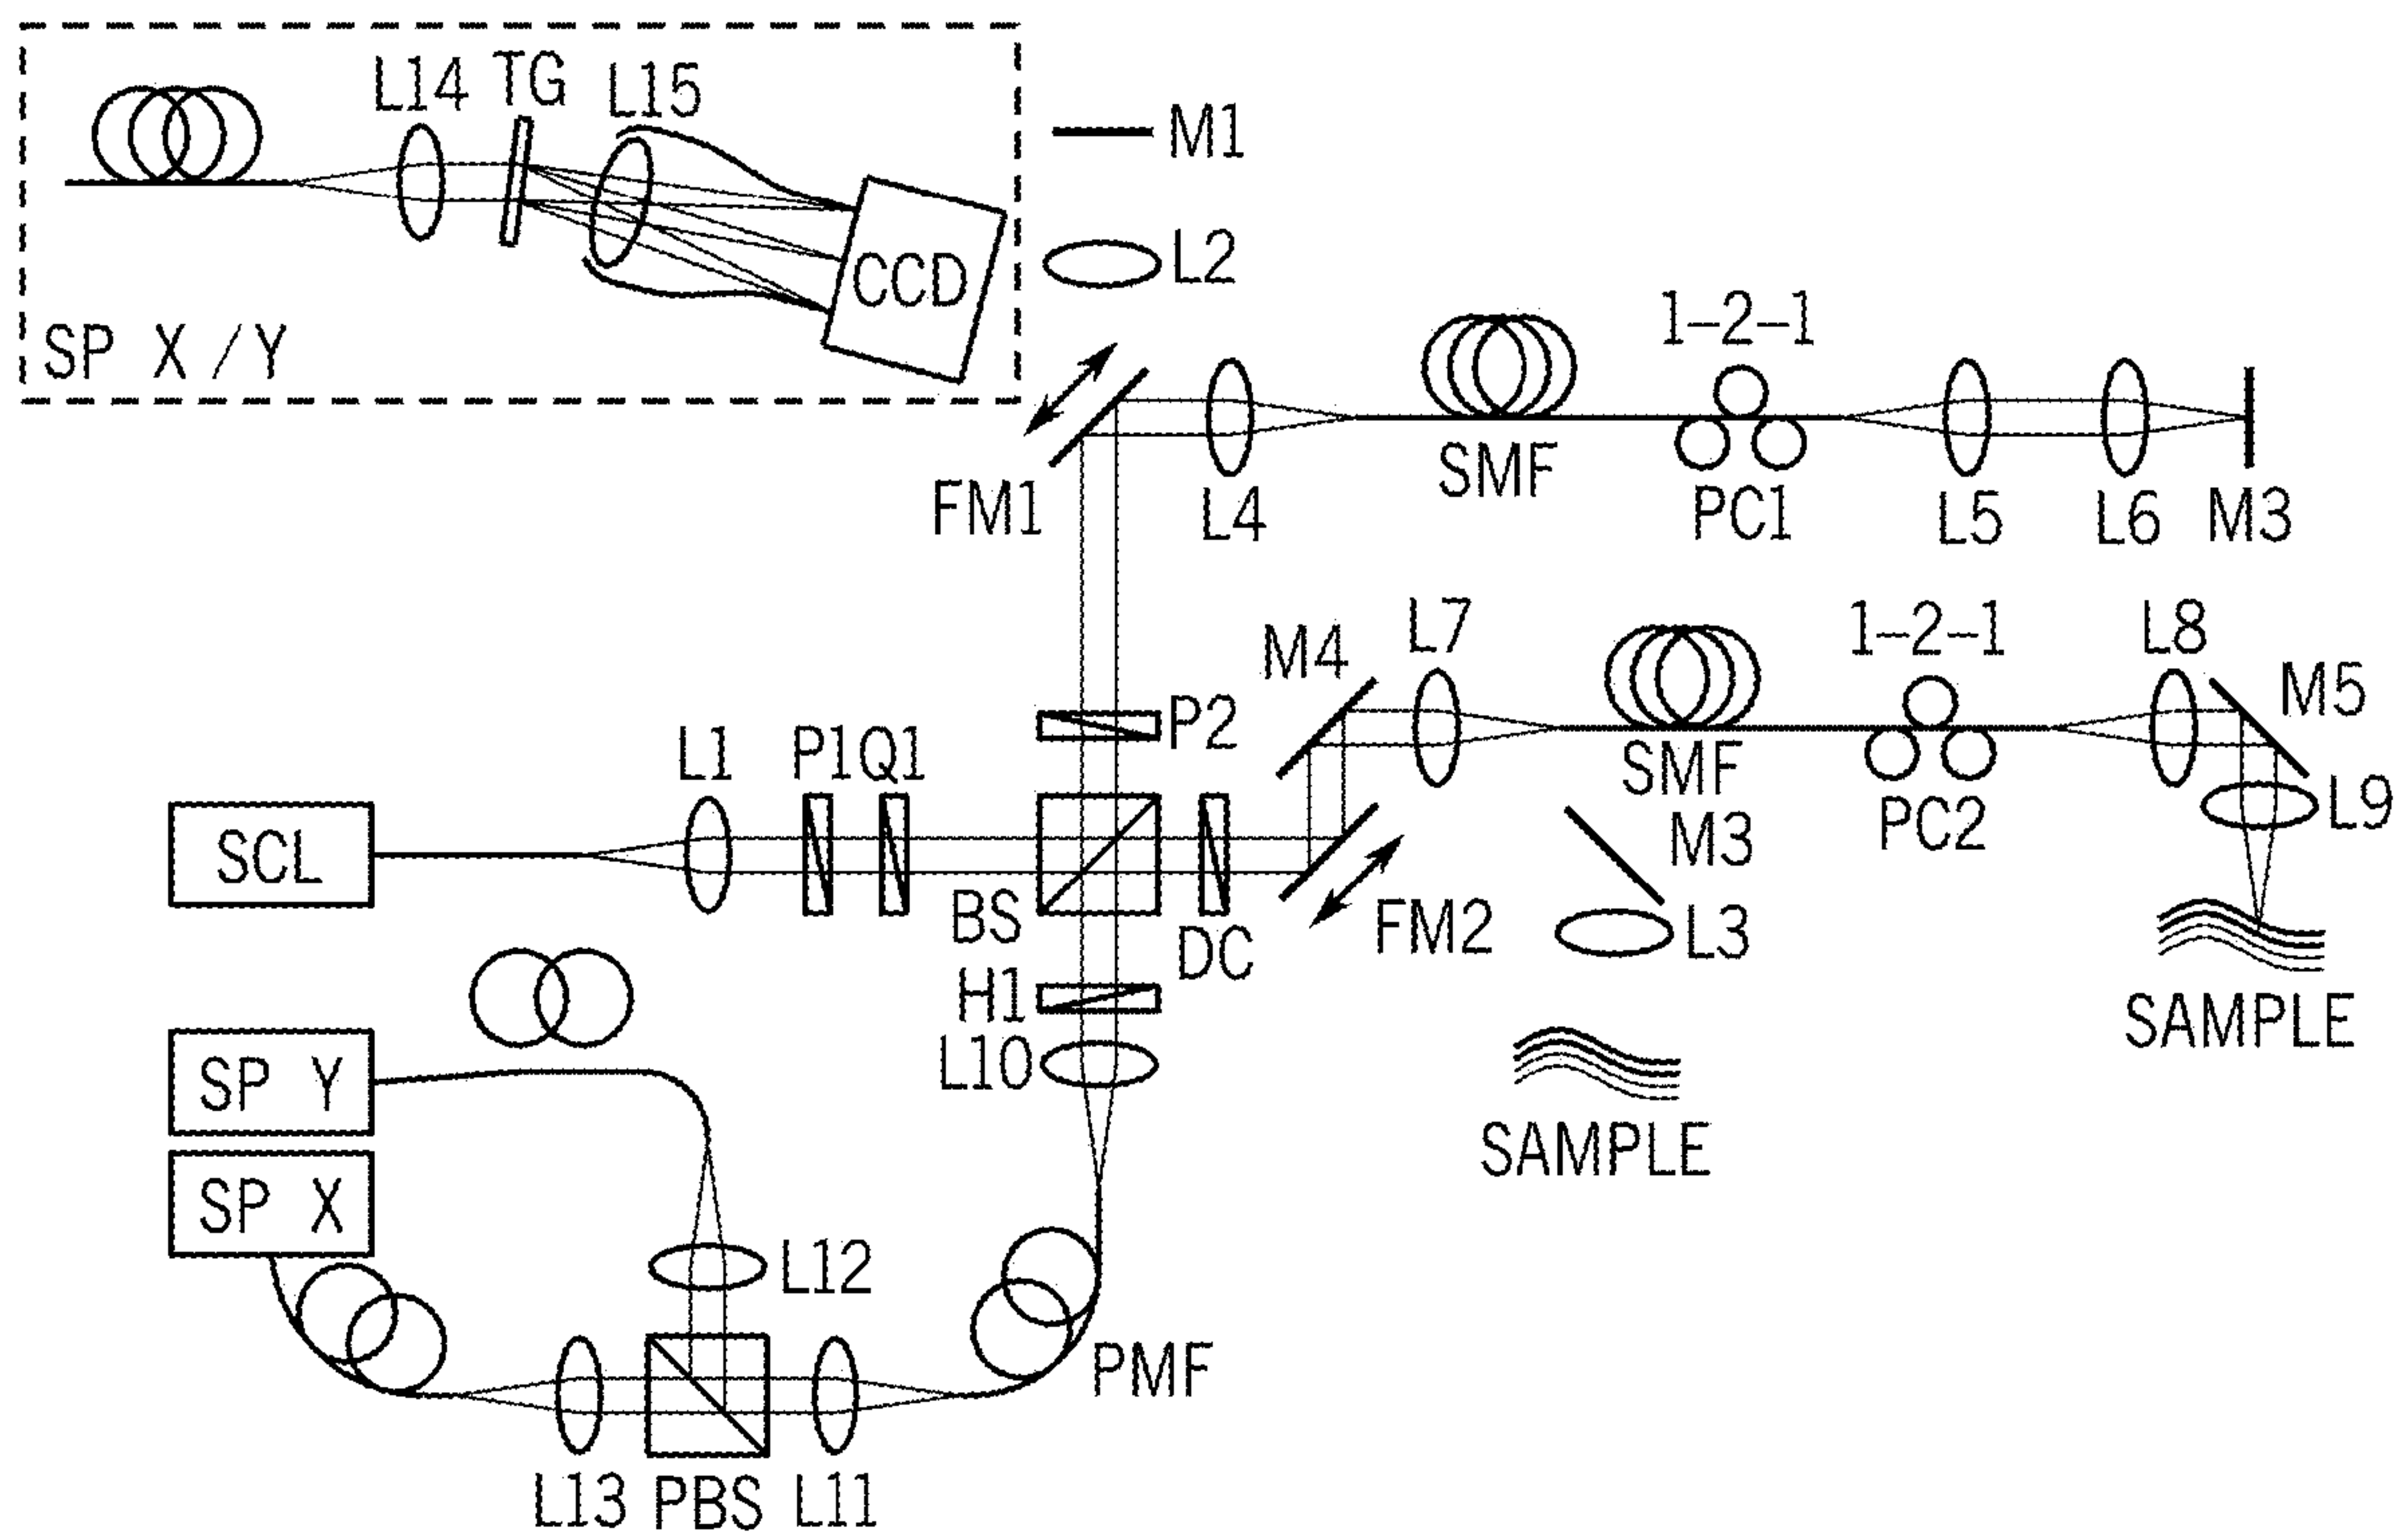 L14 TG L15
M1
L2
CCD
SP X / Y
1-2-1
FM1
L4
SMF
PC1
L5
L6
M3
M4
L7
1-2-1
L8
M5
P2
SMF
PC2
L9
L1
P1 Q1
SCL
BS
DC
FM2
M3
L3
SAMPLE
H1
L10
SP Y
SP X
SAMPLE
L12
PMF
L13 PBS L11